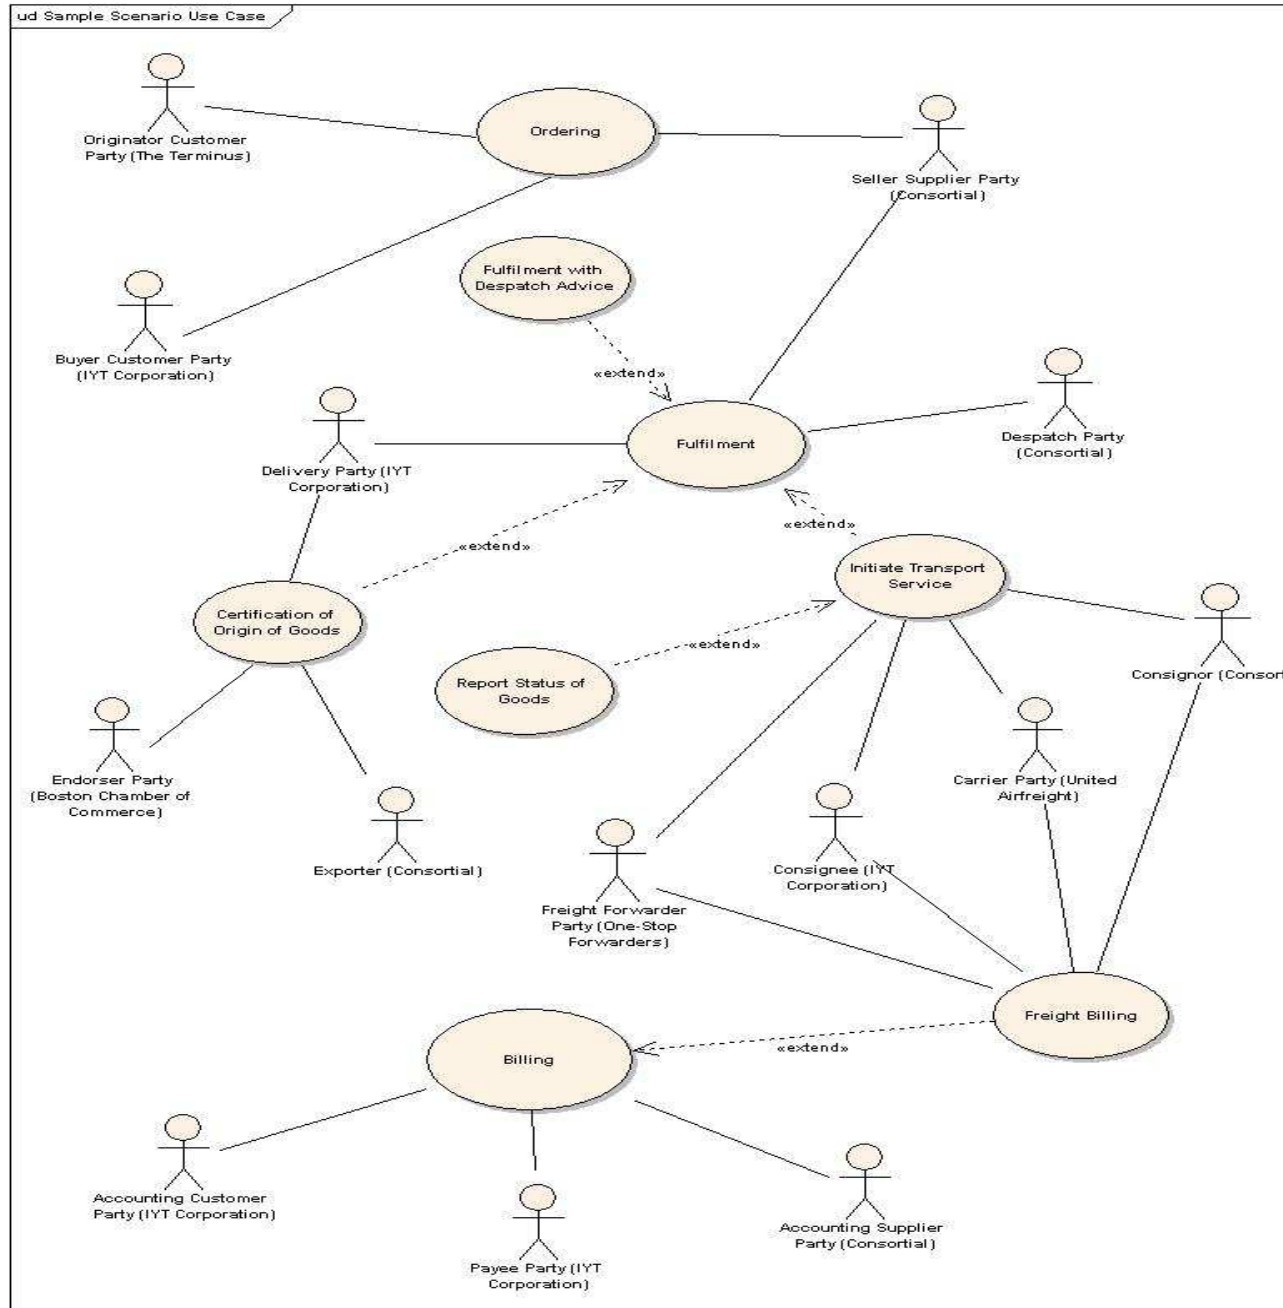 ud Sample Scenario Use Case
Originator Customer
Party (The Terminus)
Ordering
Seller Supplier Party
(Consortial)
Fulfilment with
Despatch Advice
Buyer Customer Party
(IYT Corporation)
«extend»
Delivery Party (IYT
Corporation)
Fulfilment
Despatch Party
(Consortial)
«extend»
«extend»
Initiate Transport
Service
Certification of
Origin of Goods
«extend»
Report Status of
Goods
Consignor (Consort
Endorser Party
(Boston Chamber of
Commerce)
Carrier Party (United
Airfreight)
Exporter (Consortial)
Consignee (IYT
Corporation)
Freight Forwarder
Party (One-Stop
Forwarders)
Freight Billing
«extend»
Billing
Accounting Customer
Party (IYT Corporation)
Payee Party (IYT
Corporation)
Accounting Supplier
Party (Consortial)